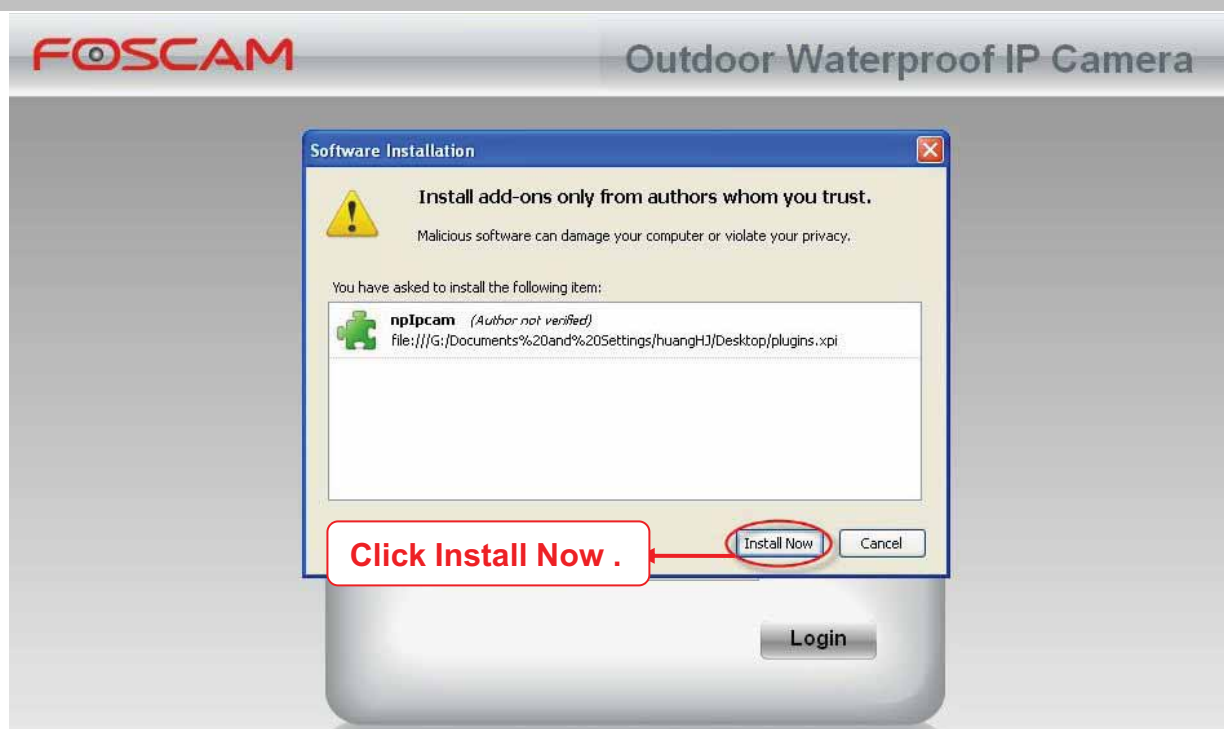 FOSCAM
Outdoor Waterproof IP Camera
Software Installation
Install add-ons only from authors whom you trust.
Malicious software can damage your computer or violate your privacy.
You have asked to install the following item:
npIpcam (Author not verified)
file:///G:/Documents%20and%20Settings/huangHJ/Desktop/plugins.xpi
Click Install Now .
Install Now
Cancel
Login